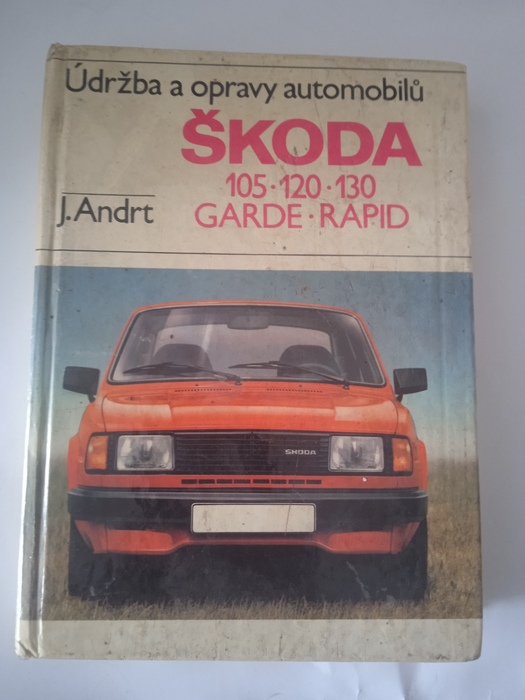 Údržba a opravy automobilů
ŠKODA
105·120·130
J. Andrt
GARDE·RAPID
ŠKODA